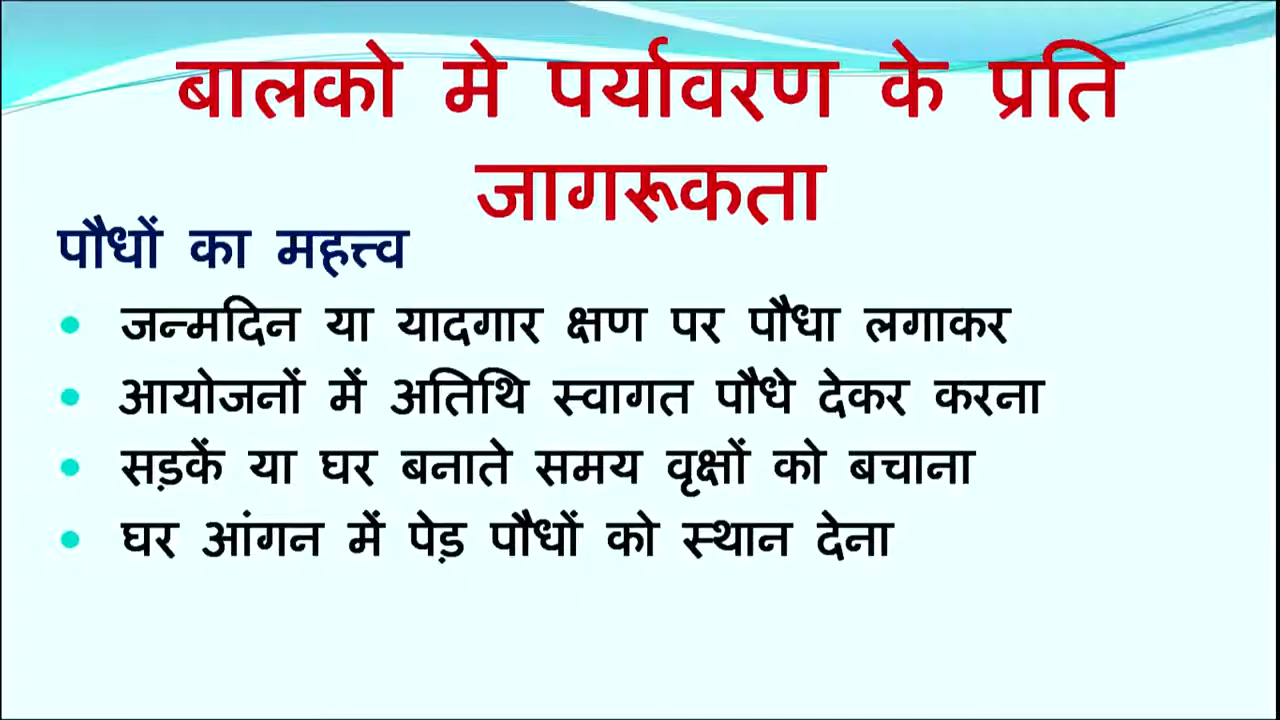 बालको मे पर्यावरण के प्रति
जागरूकता
पौधों का महत्त्व
जन्मदिन या यादगार क्षण पर पौधा लगाकर
आयोजनों में अतिथि स्वागत पौधे देकर करना
सड़कें या घर बनाते समय वृक्षों को बचाना
घर आंगन में पेड़ पौधों को स्थान देना